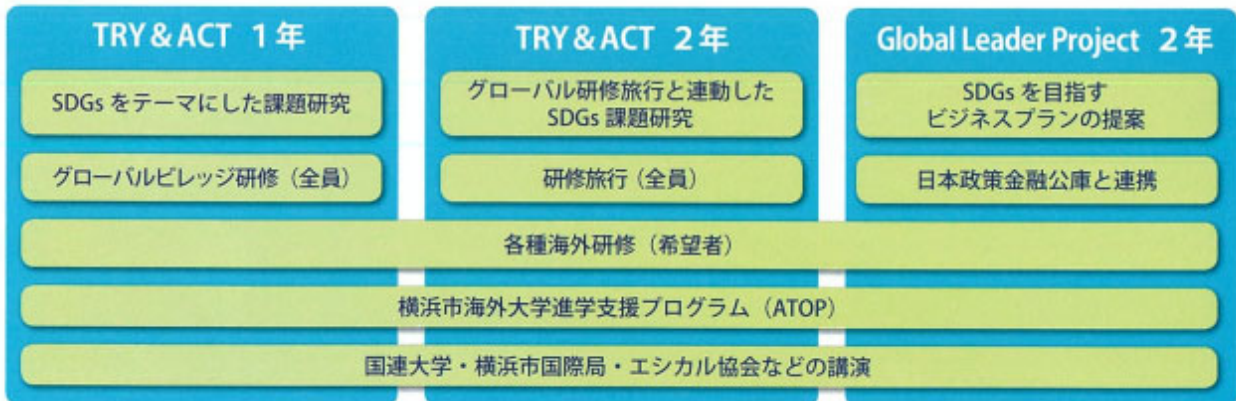 TRY & ACT 1年
SDGs をテーマにした課題研究
グローバルビレッジ研修（全員）
TRY & ACT 2年
グローバル研修旅行と連動した
SDGs 課題研究
研修旅行（全員）
Global Leader Project 2年
SDGs を目指す
ビジネスプランの提案
日本政策金融公庫と連携
各種海外研修（希望者）
横浜市海外大学進学支援プログラム（ATOP）
国連大学・横浜市国際局・エシカル協会などの講演